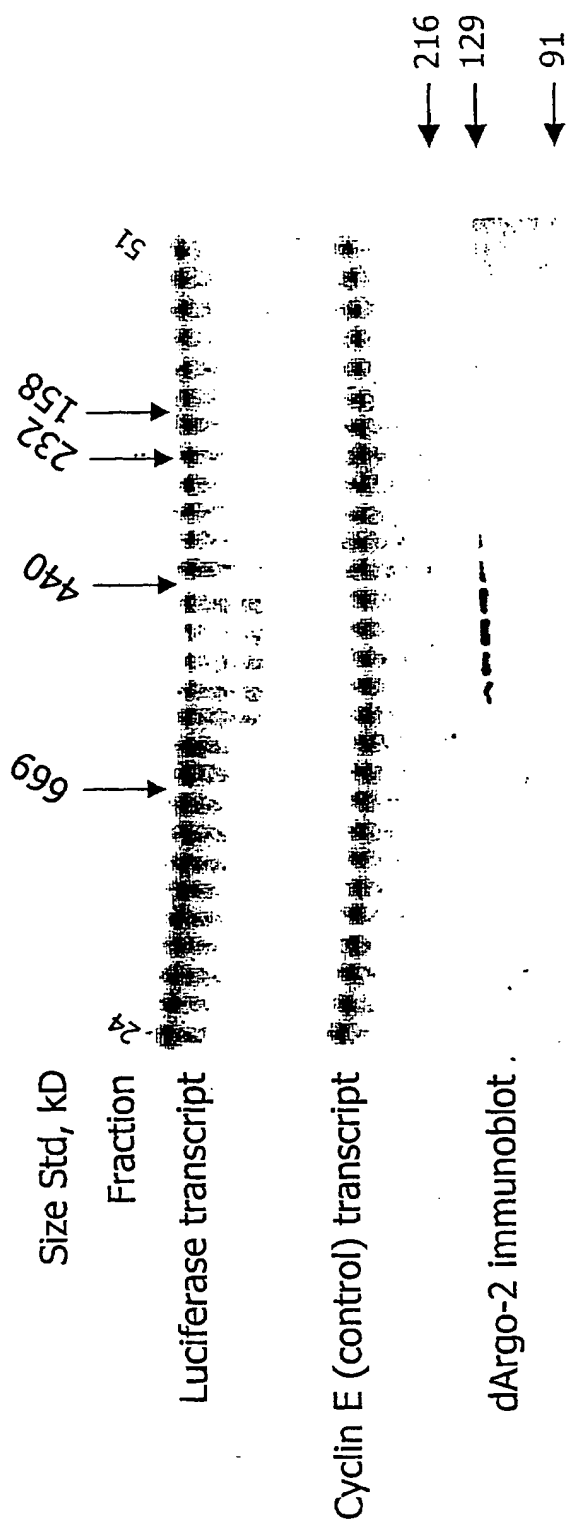 Size Std, kD
669
440
232
158
Fraction
24
51
Luciferase transcript
Cyclin E (control) transcript
dArgo-2 immunoblot
216
129
91